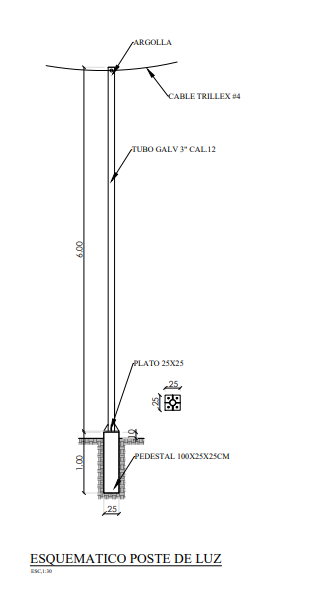 ARGOLLA
CABLE TRILLEX #4
TUBO GALV 3" CAL.12
6.00
PLATO 25X25
.25
.25
.10
1.00
PEDESTAL 100X25X25CM
.25
ESQUEMATICO POSTE DE LUZ
ESC,1:30